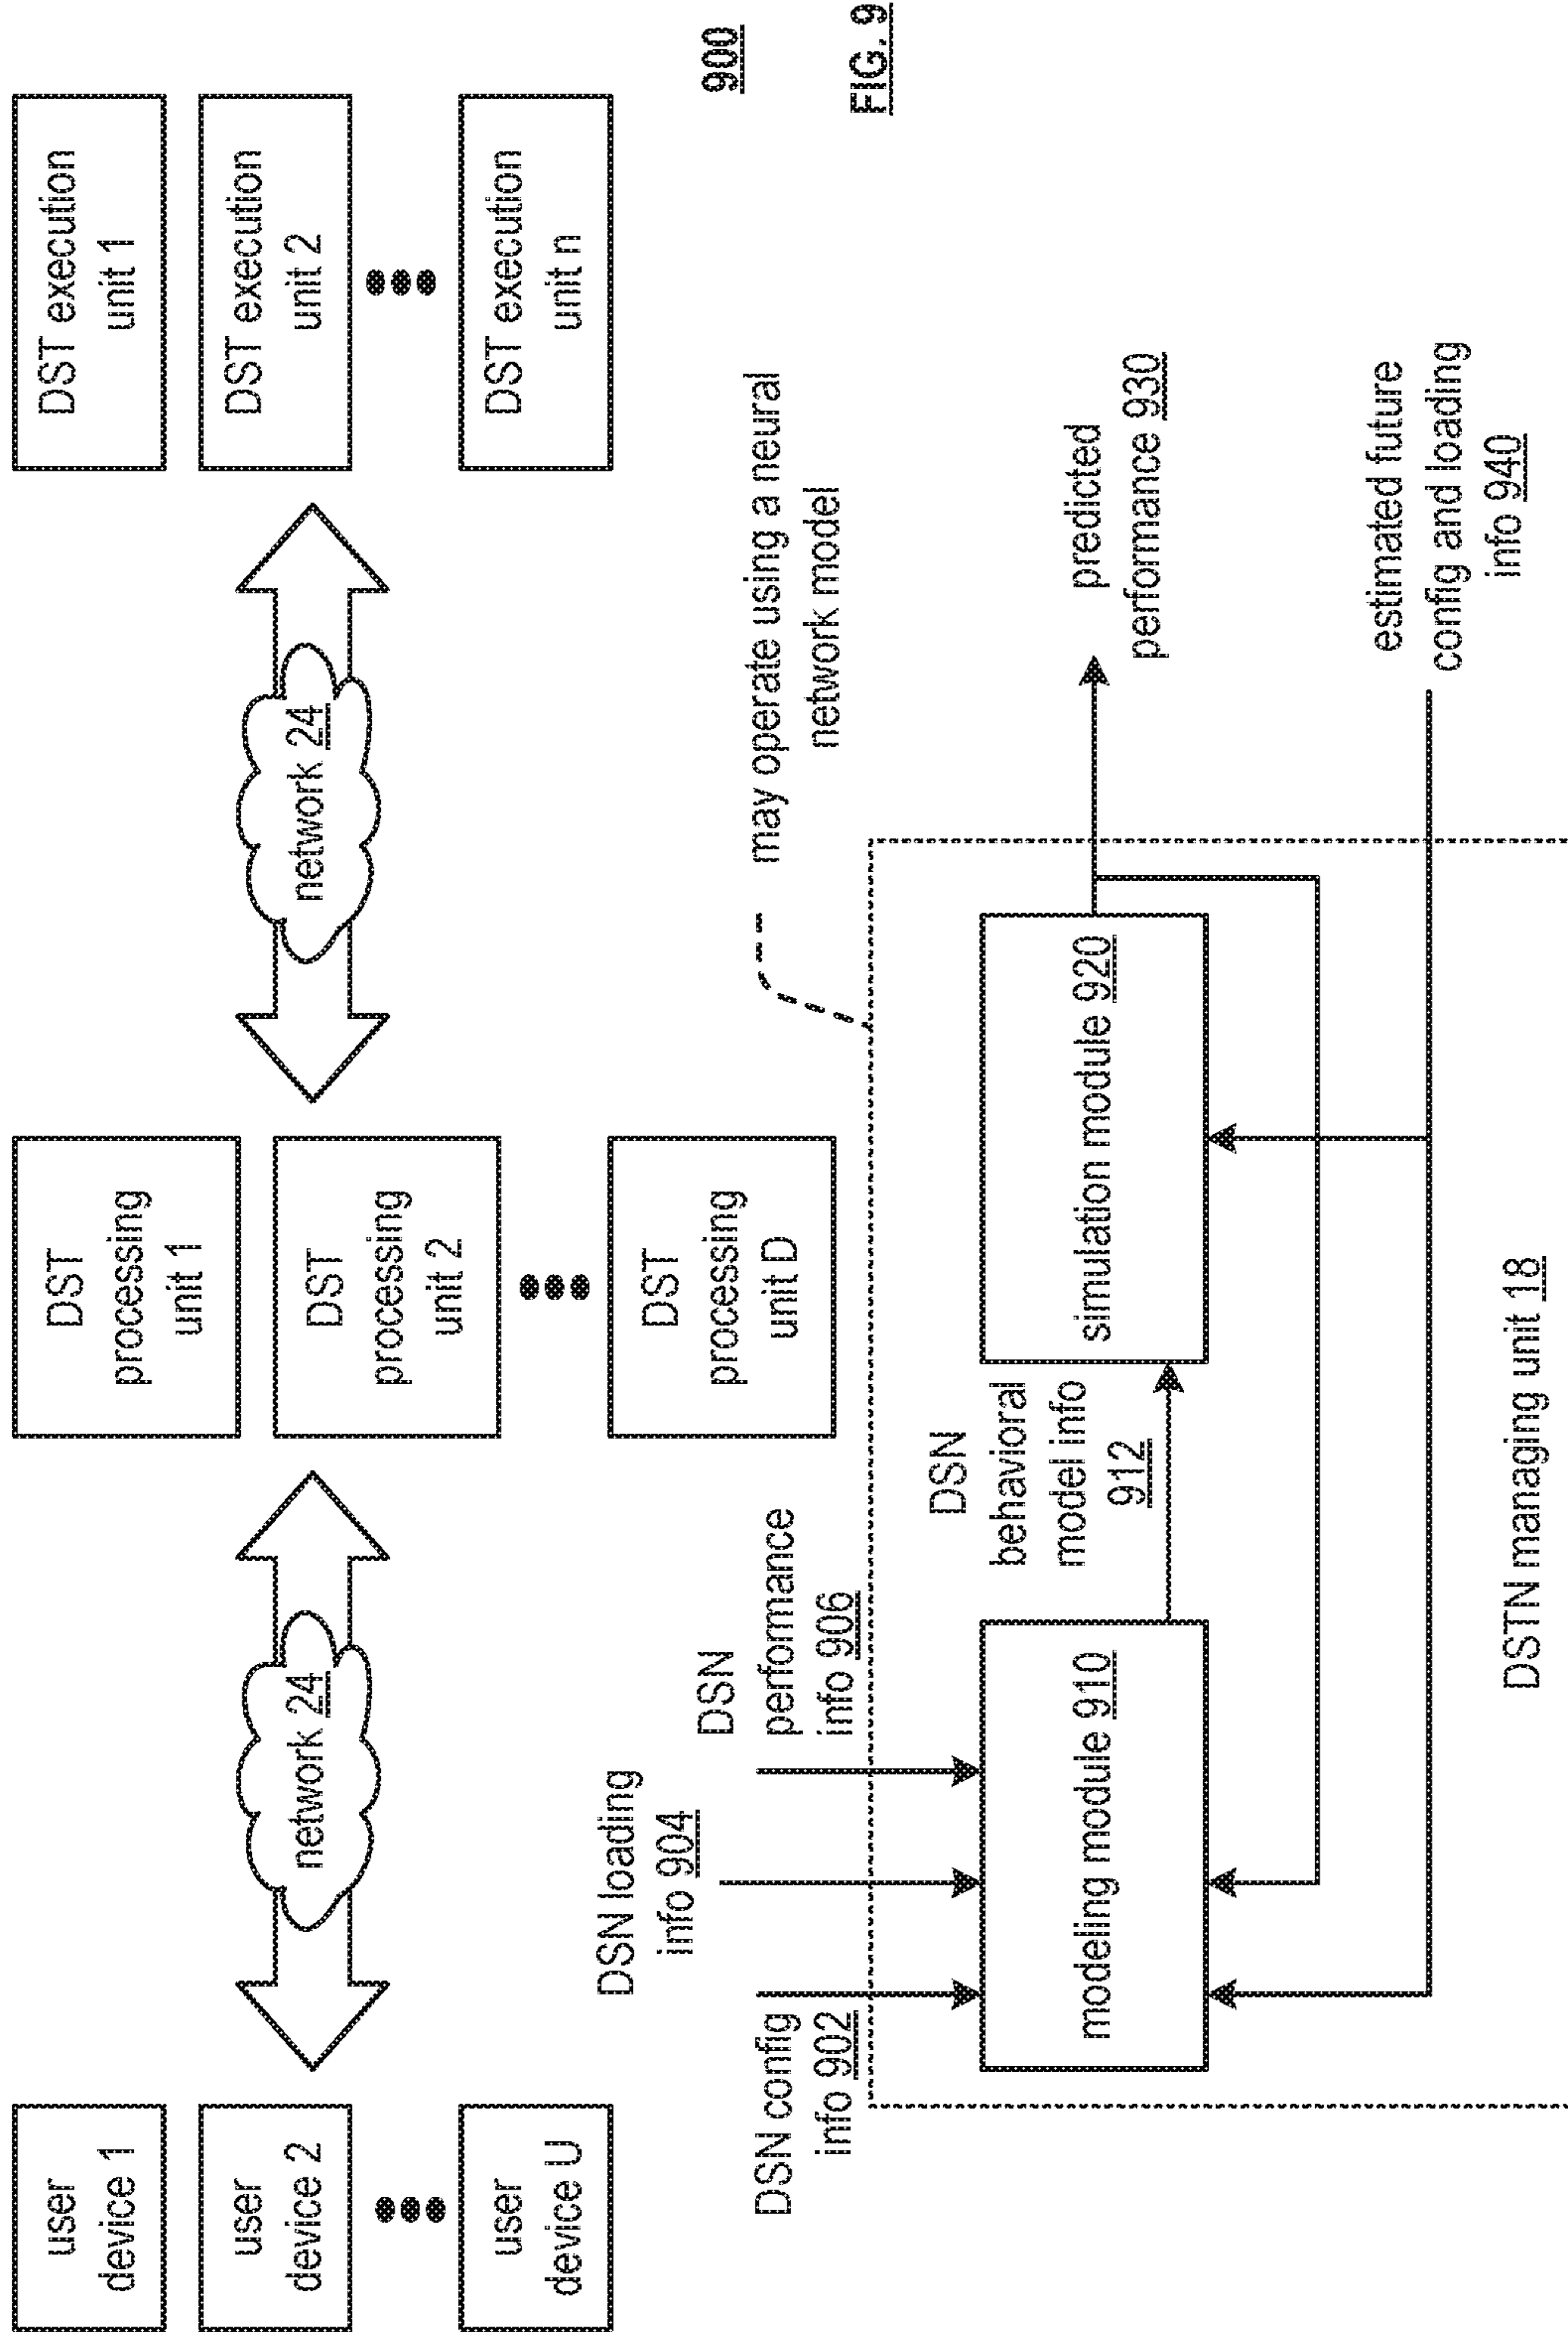 user
device 1
user
device 2
user
device U
network 24
DST
processing
unit 1
DST
processing
unit 2
DST
processing
unit D
network 24
DST execution
unit 1
DST execution
unit 2
DST execution
unit n
DSN config
info 902
DSN loading
info 904
DSN
performance
info 906
may operate using a neural
network model
900
FIG. 9
modeling module 910
DSN
behavioral
model info
912
simulation module 920
predicted
performance 930
estimated future
config and loading
info 940
DSTN managing unit 18